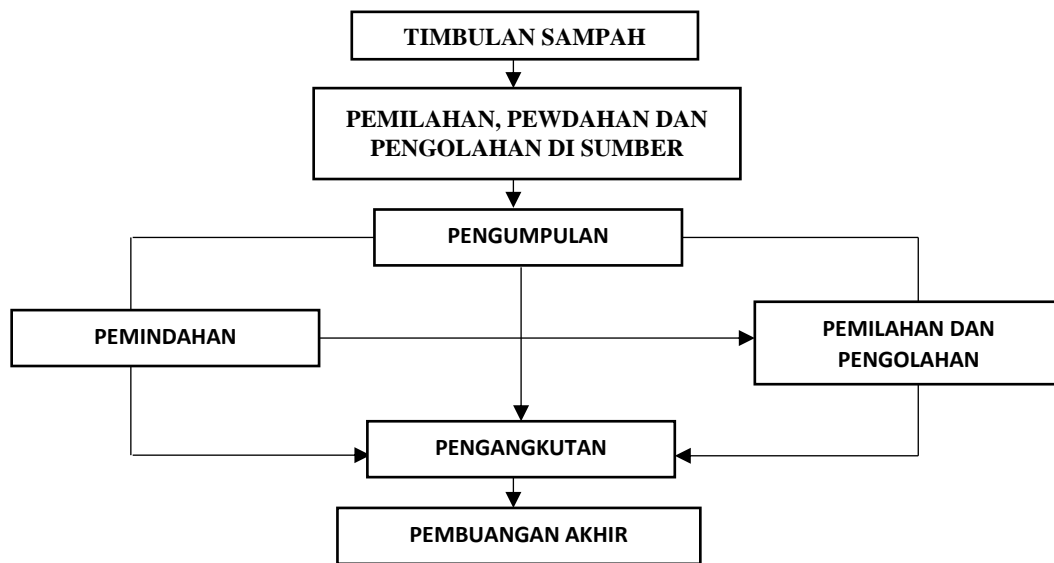 TIMBULAN SAMPAH
PEMILAHAN, PEWDAHAN DAN
PENGOLAHAN DI SUMBER
PENGUMPULAN
PEMINDAHAN
PEMILAHAN DAN
PENGOLAHAN
PENGANGKUTAN
PEMBUANGAN AKHIR